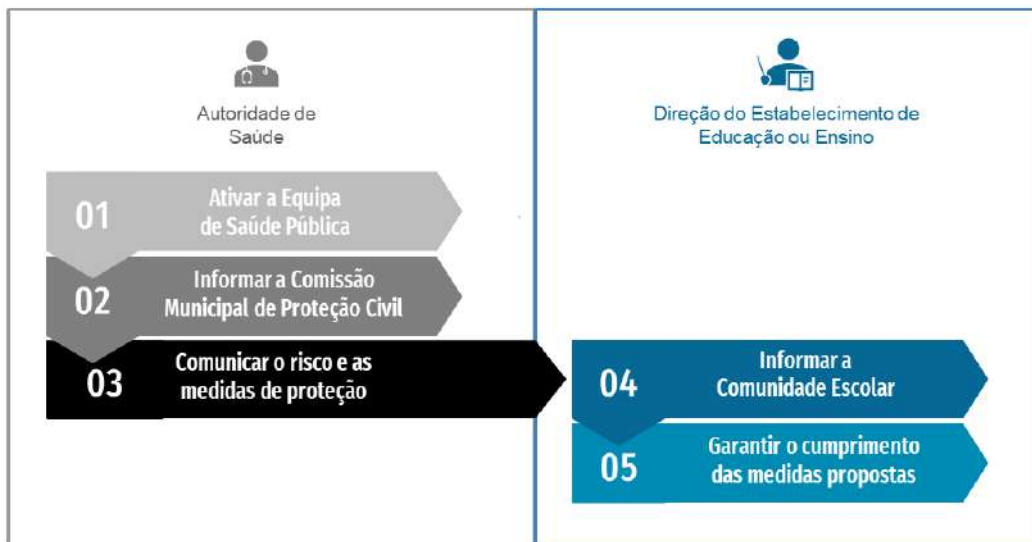 Autoridade de
Saúde
01
Ativar a Equipa
de Saúde Pública
02
Informar a Comissão
Municipal de Proteção Civil
03
Comunicar o risco e as
medidas de proteção
Direção do Estabelecimento de
Educação ou Ensino
04
Informar a
Comunidade Escolar
05
Garantir o cumprimento
das medidas propostas